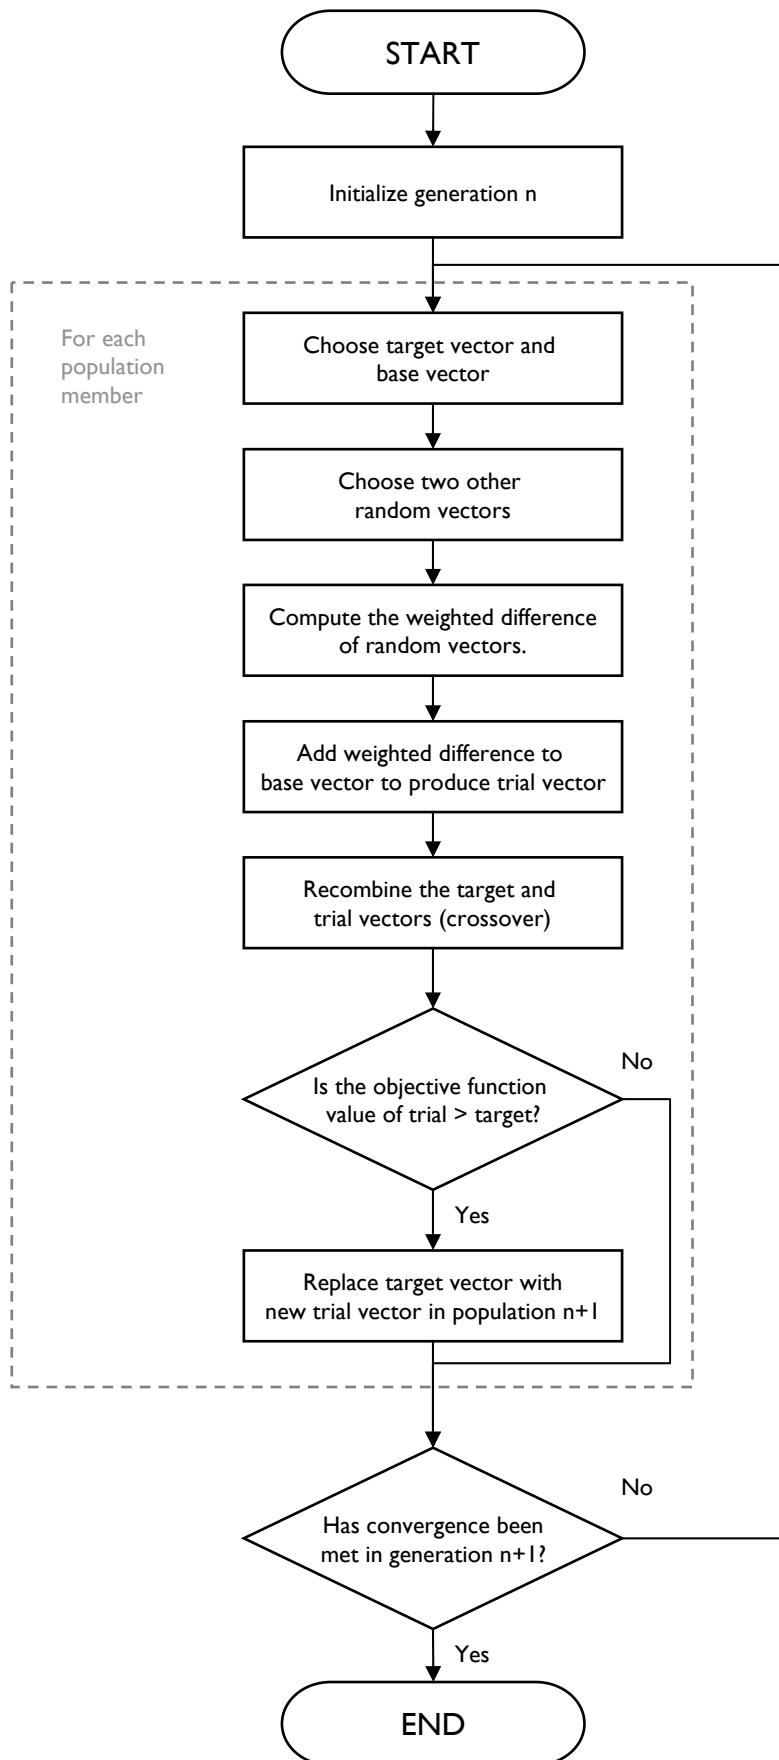 START
Initialize generation n
For each
population
member
Choose target vector and
base vector
Choose two other
random vectors
Compute the weighted difference
of random vectors.
Add weighted difference to
base vector to produce trial vector
Recombine the target and
trial vectors (crossover)
Is the objective function
value of trial > target?
No
Yes
Replace target vector with
new trial vector in population n+1
Has convergence been
met in generation n+1?
No
Yes
END